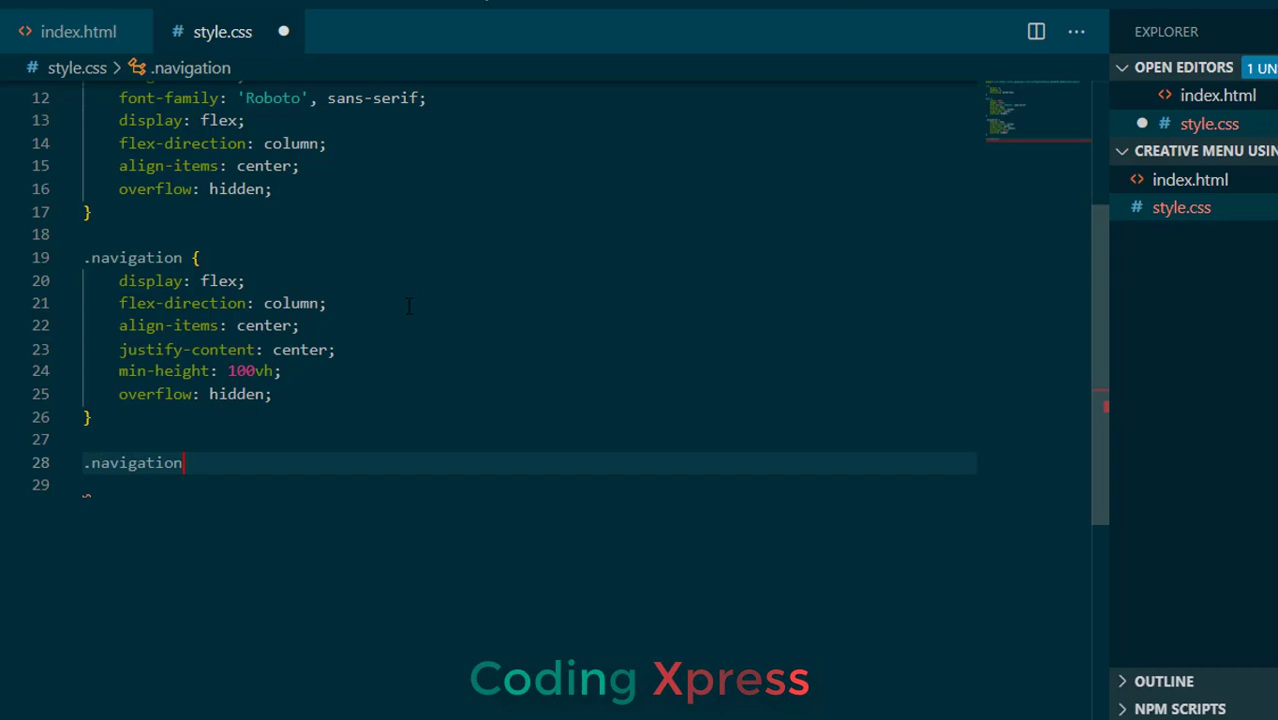 index.html
style.css
style.css
.navigation
12 font-family: 'Roboto', sans-serif;
13 display: flex;
14 flex-direction: column;
15 align-items: center;
16 overflow: hidden;
17 }
18
19 .navigation {
20 display: flex;
21 flex-direction: column;
22 align-items: center;
23 justify-content: center;
24 min-height: 100vh;
25 overflow: hidden;
26 }
27
28 .navigation
29
Coding Xpress
EXPLORER
OPEN EDITORS 1 UN
index.html
style.css
CREATIVE MENU USIN
index.html
style.css
OUTLINE
NPM SCRIPTS